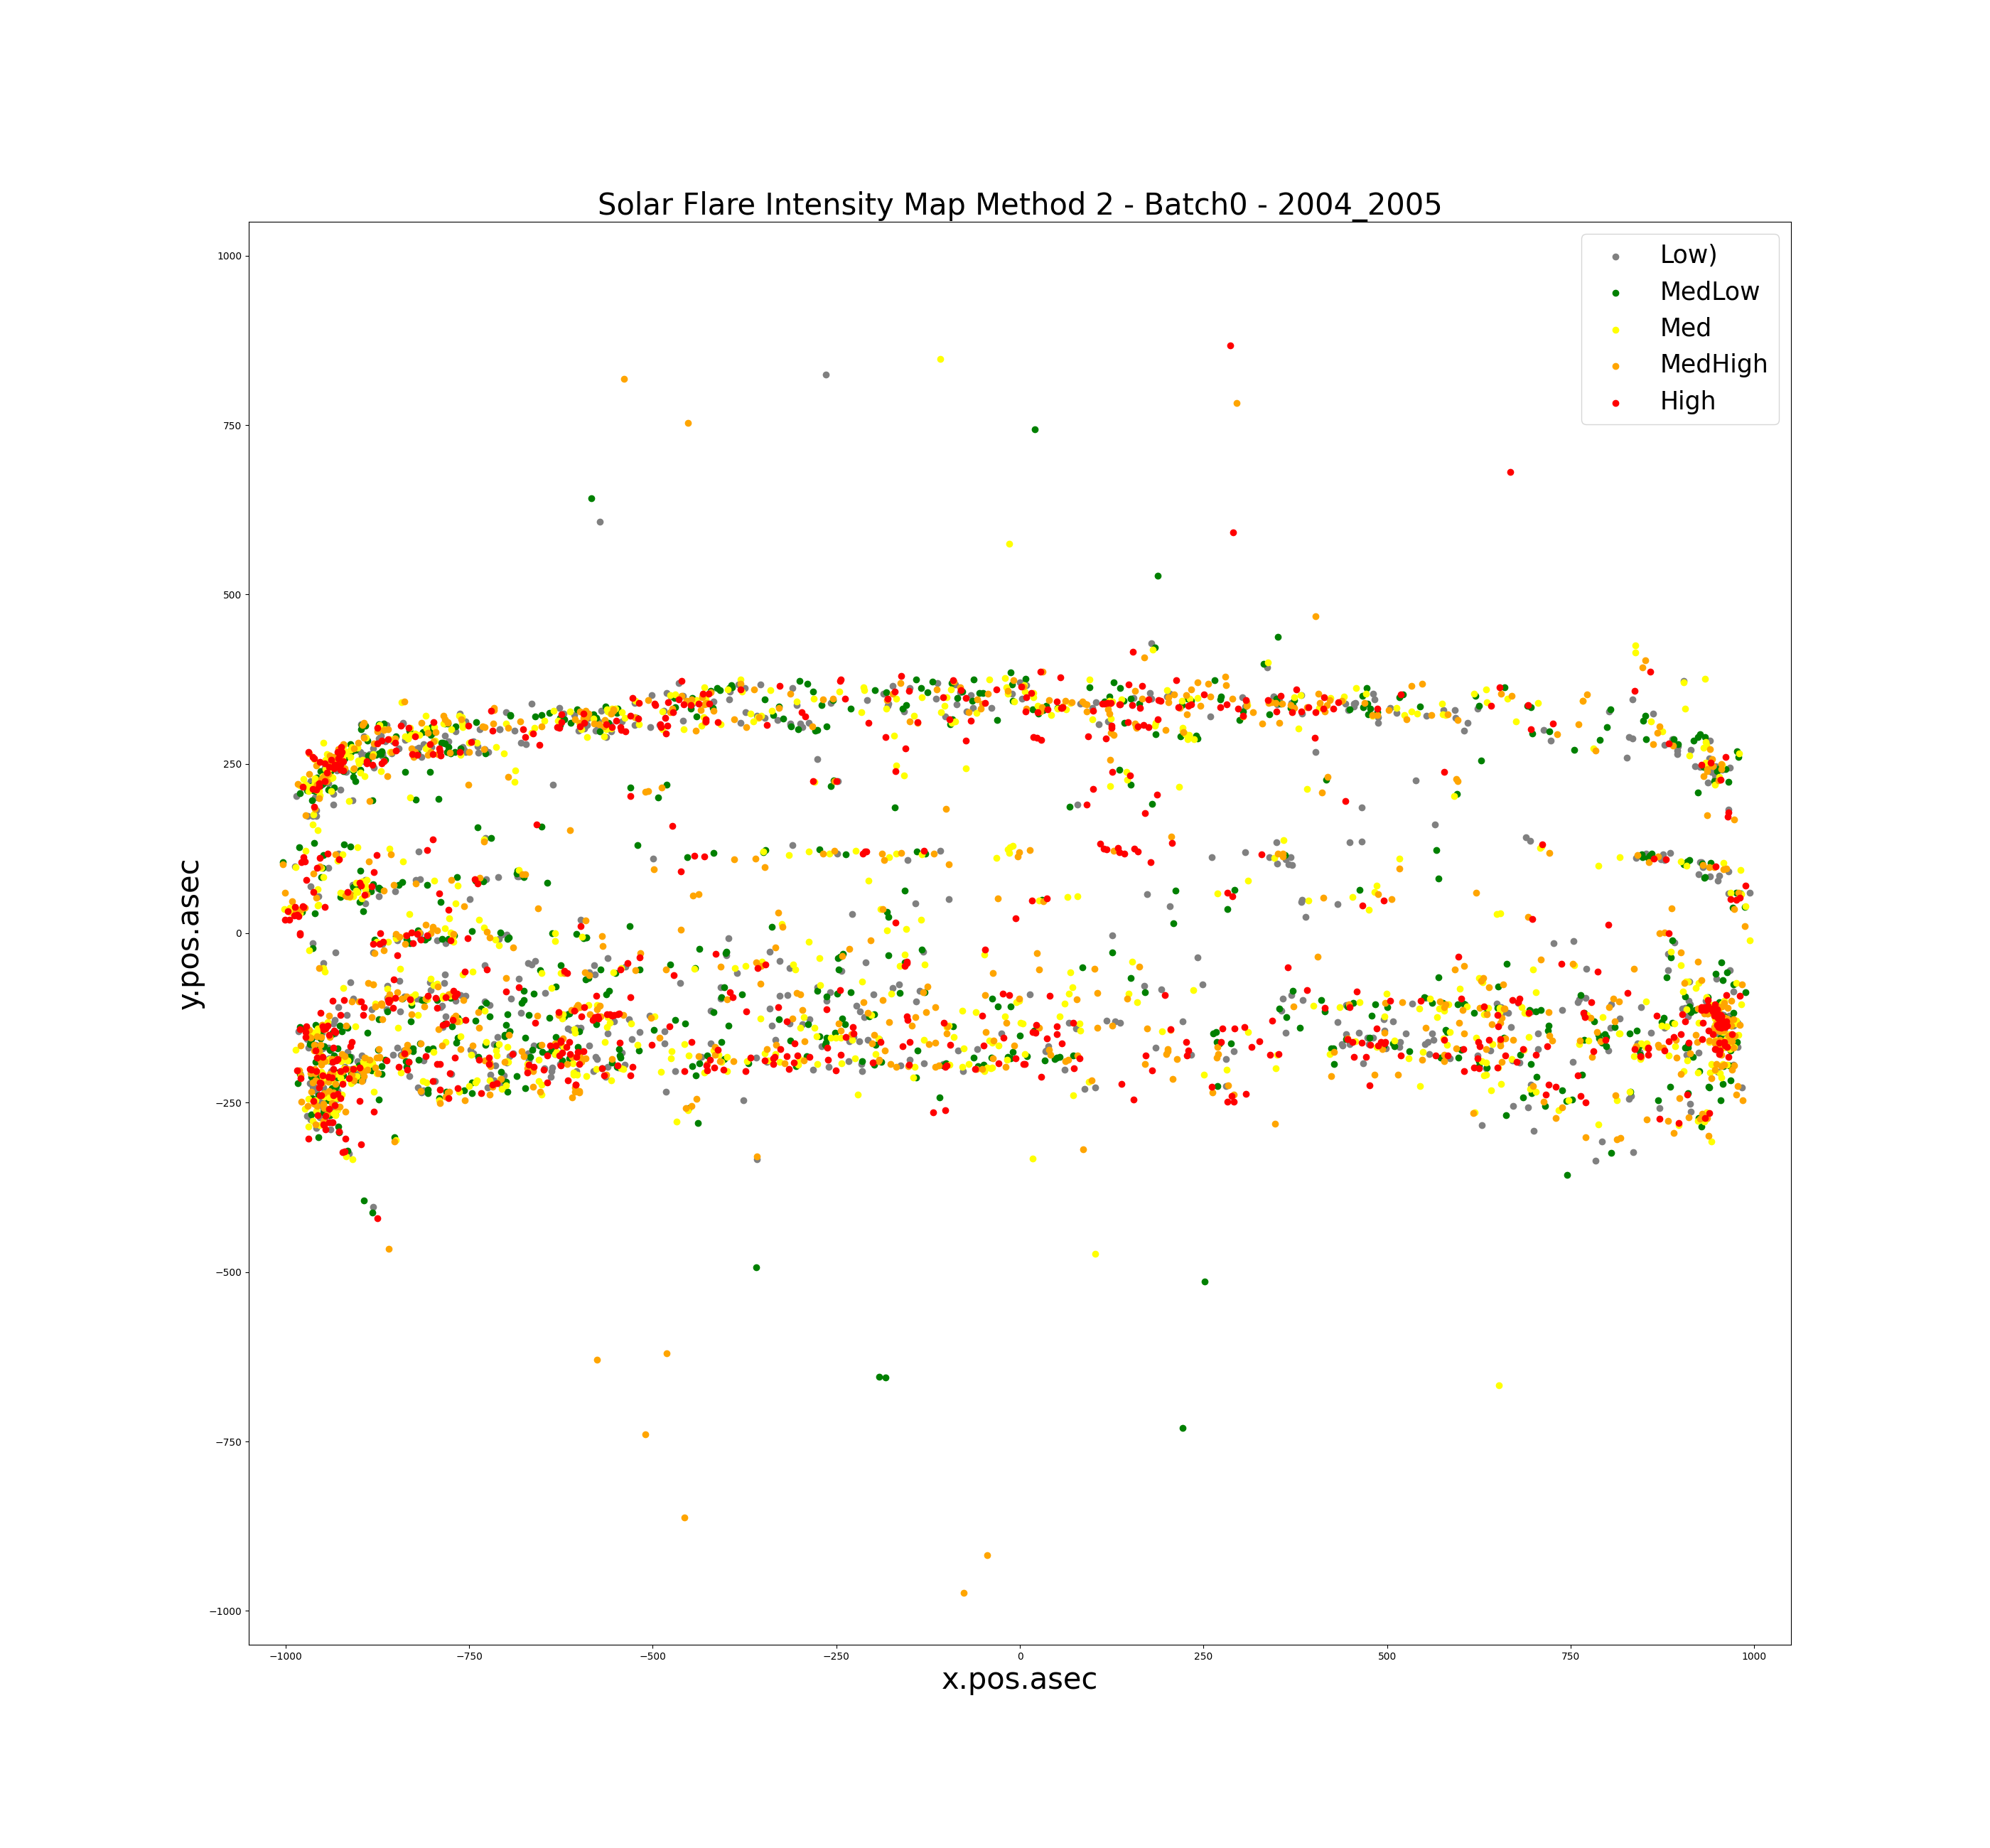 Solar Flare Intensity Map Method 2 - Batch0 - 2004_2005
Low)
MedLow
Med
MedHigh
High
y.pos.asec
1000
750
500
250
0
−250
−500
−750
−1000
−1000
−750
−500
−250
0
250
500
750
1000
x.pos.asec